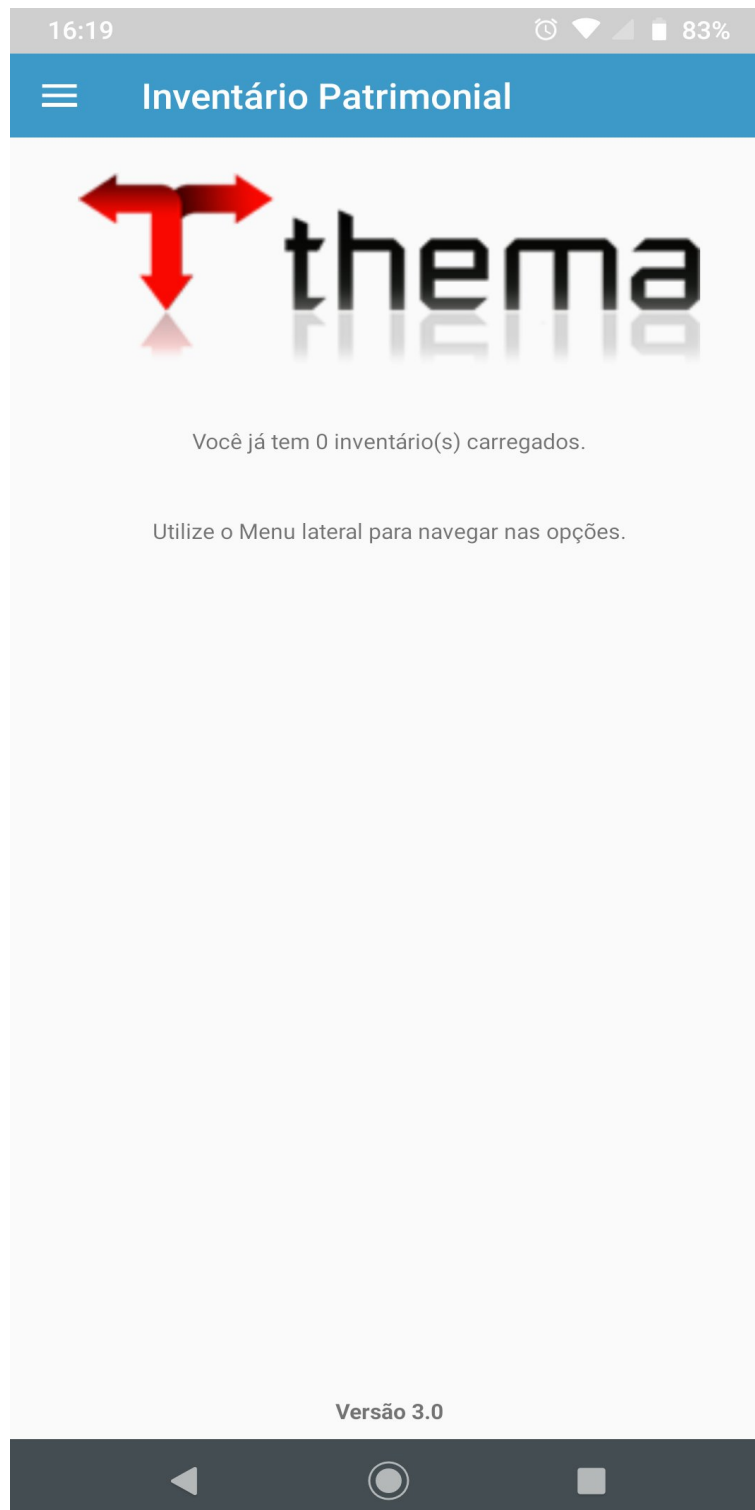 16:19
83%
Inventário Patrimonial
thema
Você já tem 0 inventário(s) carregados.
Utilize o Menu lateral para navegar nas opções.
Versão 3.0